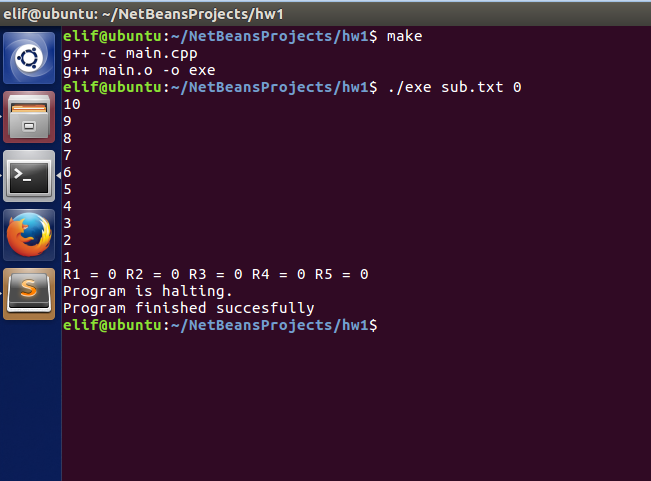 elif@ubuntu: ~/NetBeansProjects/hw1
elif@ubuntu:~/NetBeansProjects/hw1$ make
g++ -c main.cpp
g++ main.o -o exe
elif@ubuntu:~/NetBeansProjects/hw1$ ./exe sub.txt 0
10
9
8
7
6
5
4
3
2
1
R1 = 0 R2 = 0 R3 = 0 R4 = 0 R5 = 0
Program is halting.
Program finished succesfully
elif@ubuntu:~/NetBeansProjects/hw1$